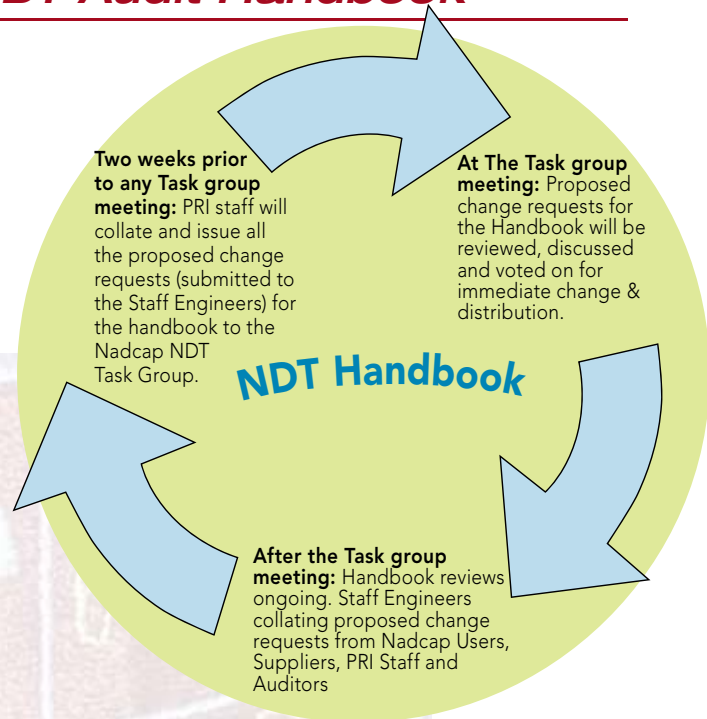 Audit Handbook
Two weeks prior
to any Task group
meeting: PRI staff will
collate and issue all
the proposed change
requests (submitted to
the Staff Engineers) for
the handbook to the
Nadcap NDT
Task Group.
At The Task group
meeting: Proposed
change requests for
the Handbook will be
reviewed, discussed
and voted on for
immediate change &
distribution.
NDT Handbook
After the Task group
meeting: Handbook reviews
ongoing. Staff Engineers
collating proposed change
requests from Nadcap Users,
Suppliers, PRI Staff and
Auditors